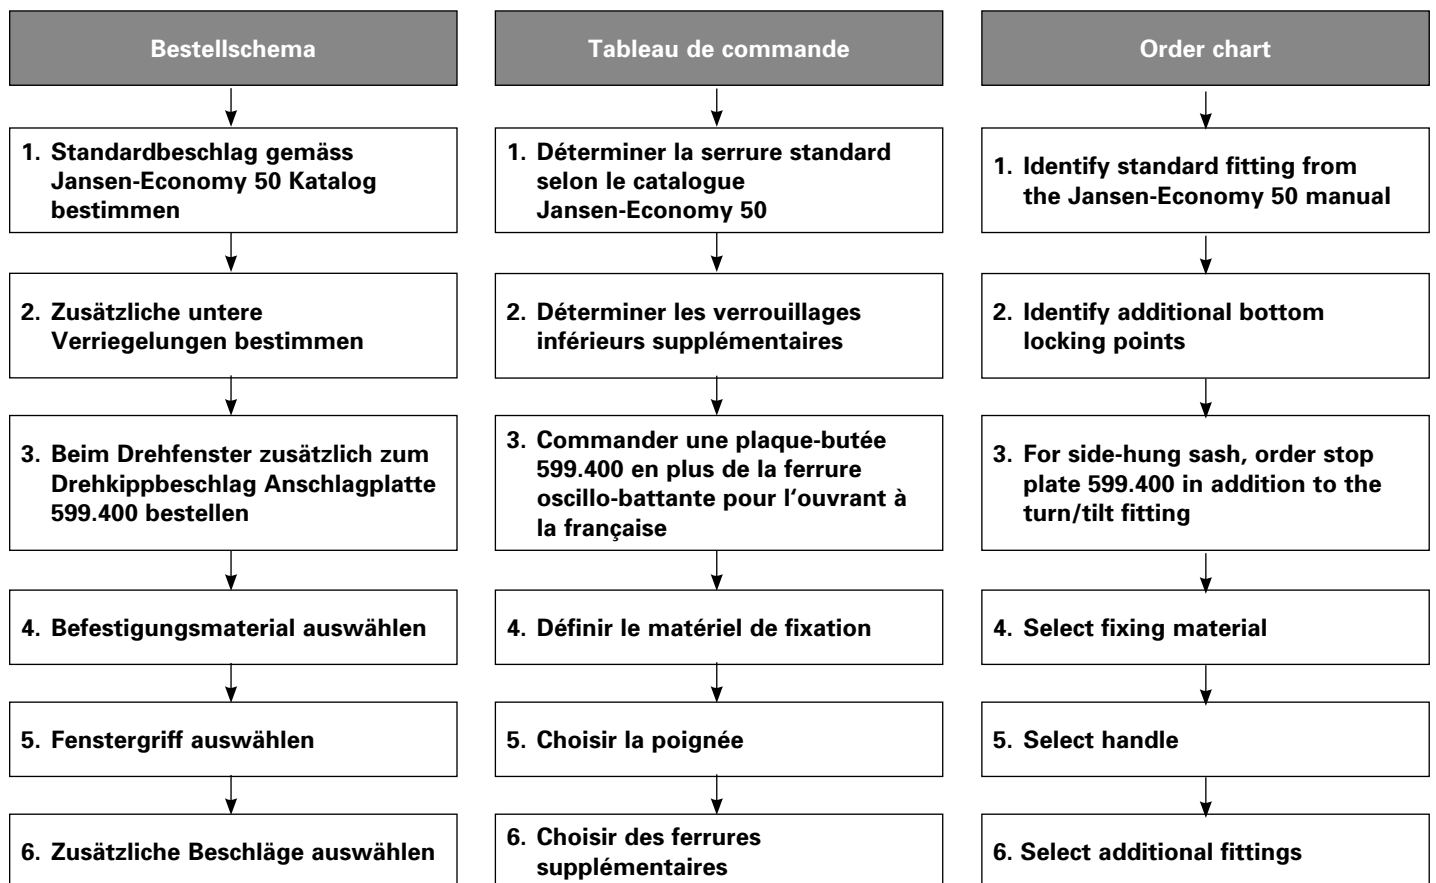 Bestellschema
1. Standardbeschlag gemäss
Jansen-Economy 50 Katalog
bestimmen
2. Zusätzliche untere
Verriegelungen bestimmen
3. Beim Drehfenster zusätzlich zum
Drehkippbeschlag Anschlagplatte
599.400 bestellen
4. Befestigungsmaterial auswählen
5. Fenstergriff auswählen
6. Zusätzliche Beschläge auswählen
Tableau de commande
1. Déterminer la serrure standard
selon le catalogue
Jansen-Economy 50
2. Déterminer les verrouillages
inférieurs supplémentaires
3. Commander une plaque-butée
599.400 en plus de la ferrure
oscillo-battante pour l‘ouvrant à
la française
4. Définir le matériel de fixation
5. Choisir la poignée
6. Choisir des ferrures
supplémentaires
Order chart
1. Identify standard fitting from
the Jansen-Economy 50 manual
2. Identify additional bottom
locking points
3. For side-hung sash, order stop
plate 599.400 in addition to the
turn/tilt fitting
4. Select fixing material
5. Select handle
6. Select additional fittings